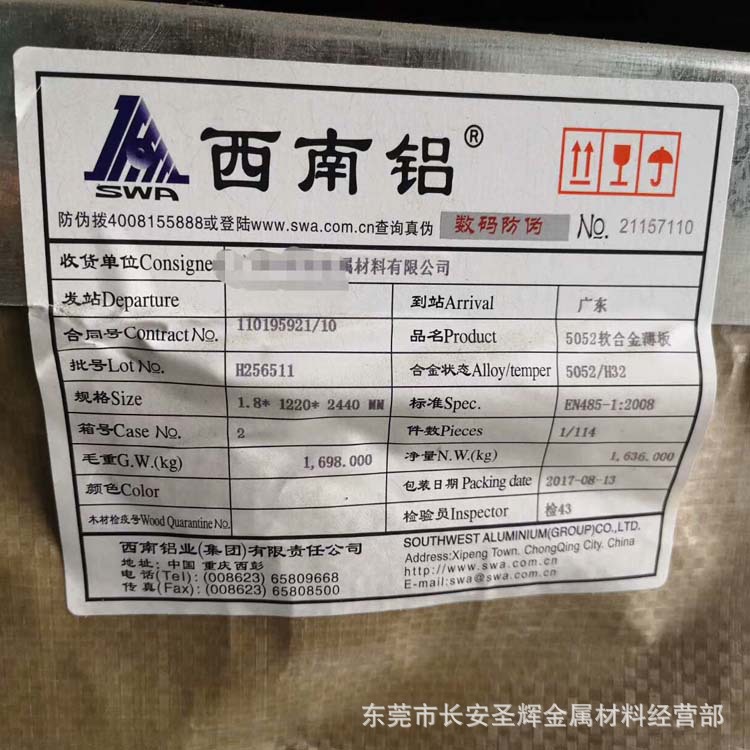 SWA
西南铝®
防伪拨4008155888或登陆www.swa.com.cn查询真伪 数码防伪 No. 21157110
收货单位Consigne 属材料有限公司
发站Departure 到站Arrival 广东
合同号Contract No. 110195921/10 品名Product 5052软合金薄板
批号Lot No. H256511 合金状态Alloy/temper 5052/H32
规格Size 1.8* 1220* 2440 MM 标准Spec. EN485-1:2008
箱号Case No. 2 件数Pieces 1/114
毛重G.W.(kg) 1,698.000 净量N.W.(kg) 1,636.000
颜色Color 包装日期 Packing date 2017-08-13
木材检疫号Wood Quarantine No. 检验员Inspector 检43
西南铝业(集团)有限责任公司
地址: 中国 重庆 西彭
电话(Tel): (008623) 65809668
传真(Fax): (008623) 65808500
SOUTHWEST ALUMINIUM(GROUP)CO.,LTD.
Address:Xipeng Town, ChongQing City, China
http://www.swa.com.cn
E-mail:swa@swa.com.cn
东莞市长安圣辉金属材料经营部